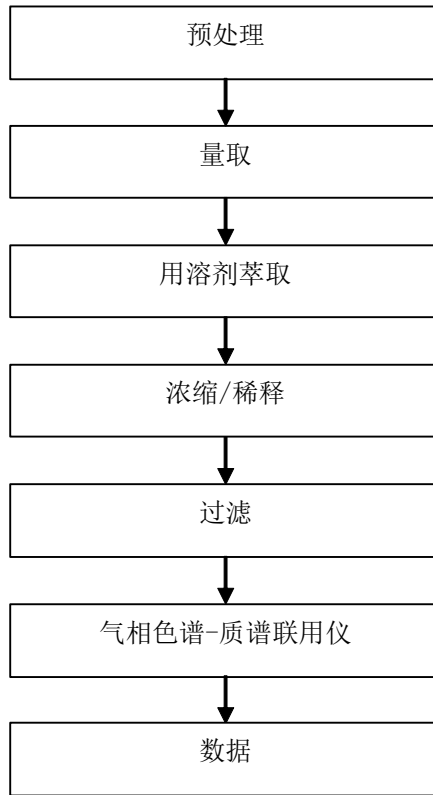 预处理
量取
用溶剂萃取
浓缩/稀释
过滤
气相色谱-质谱联用仪
数据